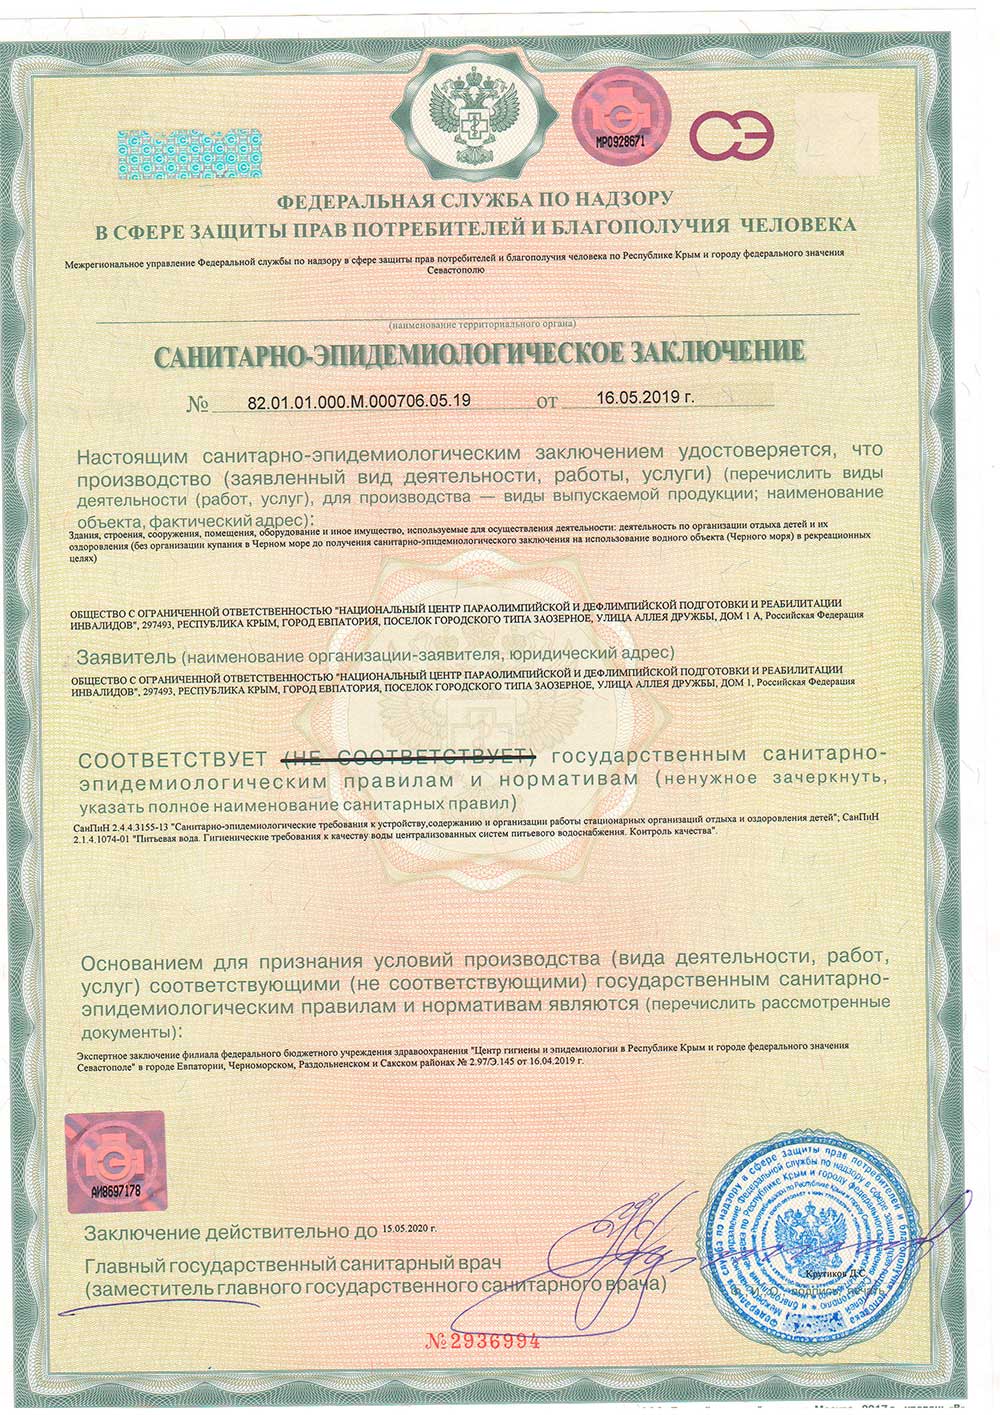 МР0928671
СЭ
ФЕДЕРАЛЬНАЯ СЛУЖБА ПО НАДЗОРУ
В СФЕРЕ ЗАЩИТЫ ПРАВ ПОТРЕБИТЕЛЕЙ И БЛАГОПОЛУЧИЯ ЧЕЛОВЕКА
Межрегиональное управление Федеральной службы по надзору в сфере защиты прав потребителей и благополучия человека по Республике Крым и городу федерального значения
Севастополю
(наименование территориального органа)
САНИТАРНО-ЭПИДЕМИОЛОГИЧЕСКОЕ ЗАКЛЮЧЕНИЕ
№ 82.01.01.000.М.000706.05.19 от 16.05.2019 г.
Настоящим санитарно-эпидемиологическим заключением удостоверяется, что
производство (заявленный вид деятельности, работы, услуги) (перечислить виды
деятельности (работ, услуг), для производства — виды выпускаемой продукции; наименование
объекта, фактический адрес):
Здания, строения, сооружения, помещения, оборудование и иное имущество, используемые для осуществления деятельности: деятельность по организации отдыха детей и их
оздоровления (без организации купания в Черном море до получения санитарно-эпидемиологического заключения на использование водного объекта (Черного моря) в рекреационных
целях)
ОБЩЕСТВО С ОГРАНИЧЕННОЙ ОТВЕТСТВЕННОСТЬЮ "НАЦИОНАЛЬНЫЙ ЦЕНТР ПАРАОЛИМПИЙСКОЙ И ДЕФЛИМПИЙСКОЙ ПОДГОТОВКИ И РЕАБИЛИТАЦИИ
ИНВАЛИДОВ", 297493, РЕСПУБЛИКА КРЫМ, ГОРОД ЕВПАТОРИЯ, ПОСЕЛОК ГОРОДСКОГО ТИПА ЗАОЗЕРНОЕ, УЛИЦА АЛЛЕЯ ДРУЖБЫ, ДОМ 1 А, Российская Федерация
Заявитель (наименование организации-заявителя, юридический адрес)
ОБЩЕСТВО С ОГРАНИЧЕННОЙ ОТВЕТСТВЕННОСТЬЮ "НАЦИОНАЛЬНЫЙ ЦЕНТР ПАРАОЛИМПИЙСКОЙ И ДЕФЛИМПИЙСКОЙ ПОДГОТОВКИ И РЕАБИЛИТАЦИИ
ИНВАЛИДОВ", 297493, РЕСПУБЛИКА КРЫМ, ГОРОД ЕВПАТОРИЯ, ПОСЕЛОК ГОРОДСКОГО ТИПА ЗАОЗЕРНОЕ, УЛИЦА АЛЛЕЯ ДРУЖБЫ, ДОМ 1, Российская Федерация
СООТВЕТСТВУЕТ (НЕ СООТВЕТСТВУЕТ) государственным санитарно-
эпидемиологическим правилам и нормативам (ненужное зачеркнуть,
указать полное наименование санитарных правил)
СанПиН 2.4.4.3155-13 "Санитарно-эпидемиологические требования к устройству,содержанию и организации работы стационарных организаций отдыха и оздоровления детей"; СанПиН
2.1.4.1074-01 "Питьевая вода. Гигиенические требования к качеству воды централизованных систем питьевого водоснабжения. Контроль качества".
Основанием для признания условий производства (вида деятельности, работ,
услуг) соответствующими (не соответствующими) государственным санитарно-
эпидемиологическим правилам и нормативам являются (перечислить рассмотренные
документы):
Экспертное заключение филиала федерального бюджетного учреждения здравоохранения "Центр гигиены и эпидемиологии в Республике Крым и городе федерального значения
Севастополе" в городе Евпатории, Черноморском, Раздольненском и Сакском районах № 2.97/Э.145 от 16.04.2019 г.
АИ8697178
Заключение действительно до 15.05.2020 г.
Главный государственный санитарный врач
(заместитель главного государственного санитарного врача)
Крутиков Д.С.
№2936994